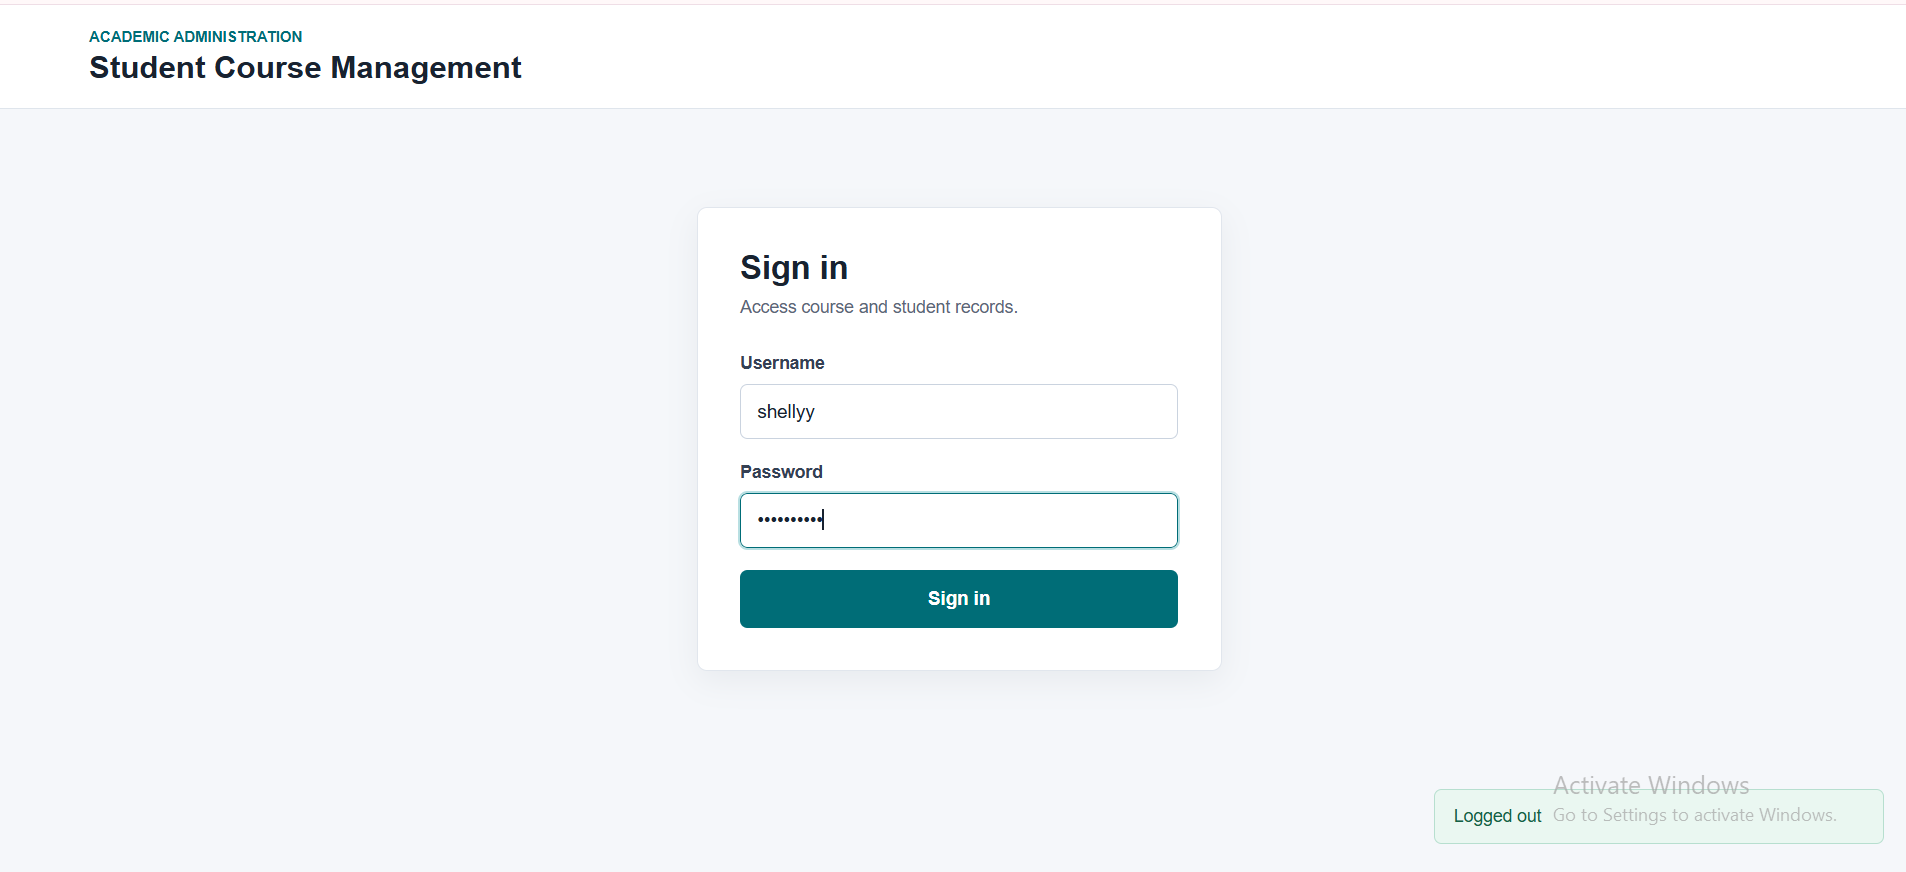 ACADEMIC ADMINISTRATION
Student Course Management
Sign in
Access course and student records.
Username
shellyy
Password
••••••••••
Sign in
Activate Windows
Logged out
Go to Settings to activate Windows.